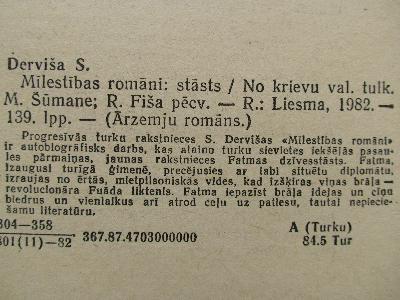 Derviša S.
Mīlestības romāni: stāsts / No krievu val. tulk.
M. Šūmane; R. Fiša pēcv. — R.: Liesma, 1982. —
139. lpp. — (Ārzemju romāns.)
Progresīvās turku rakstnieces S. Dervišas «Mīlestības romāni»
ir autobiogrāfisks darbs, kas ataino turku sievietes iekšējās pasau-
les pārmaiņas, jaunas rakstnieces Fatmas dzīvesstāsts. Fatma,
izaugusi turīgā ģimenē, precējusies ar labi situētu diplomātu,
izraujas no ērtās, mietpilsoniskās vides, kad izšķiras viņas brāļa —
revolucionāra Fuāda liktenis. Fatma iepazīst brāļa idejas un cīņu
biedrus un vienlaikus arī atrod ceļu uz patiesu, tautai nepiecie-
šamu literatūru.
304—358
801(11)—82 367.87.4703000000
A (Turku)
84.5 Tur